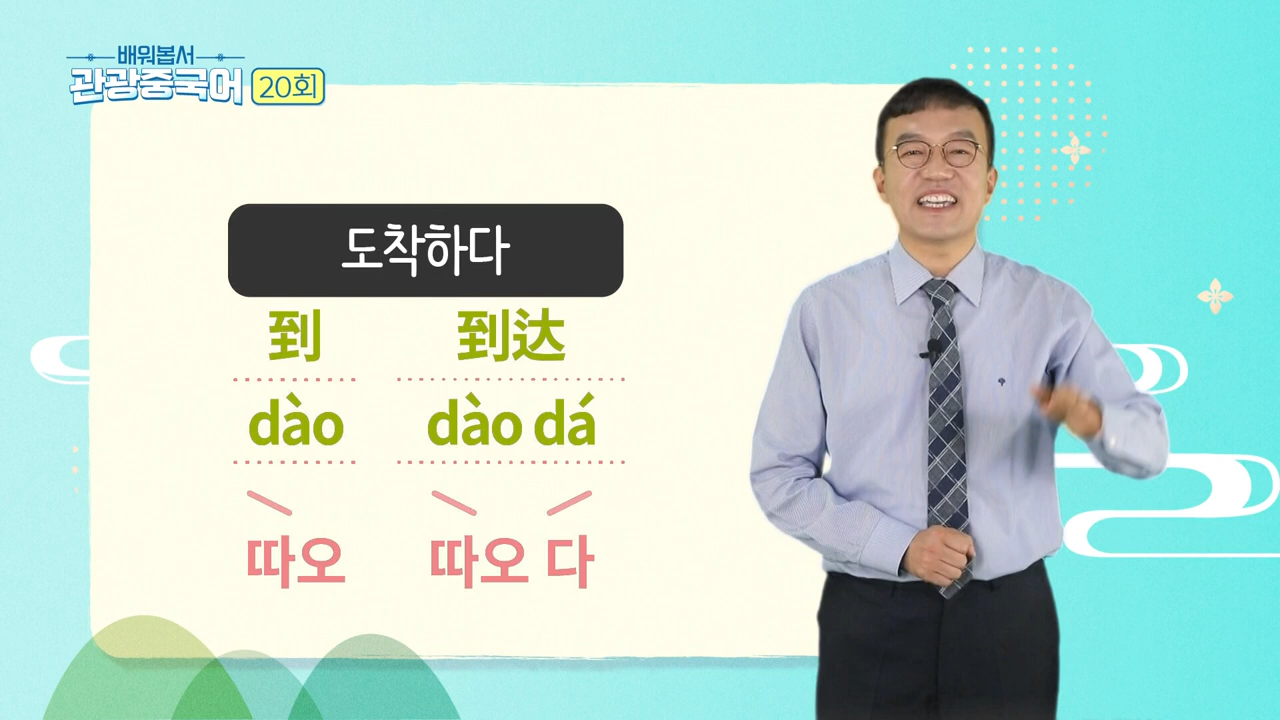 배워봅서
관광중국어 20회
도착하다
到 到达
dào dào dá
따오 따오 다